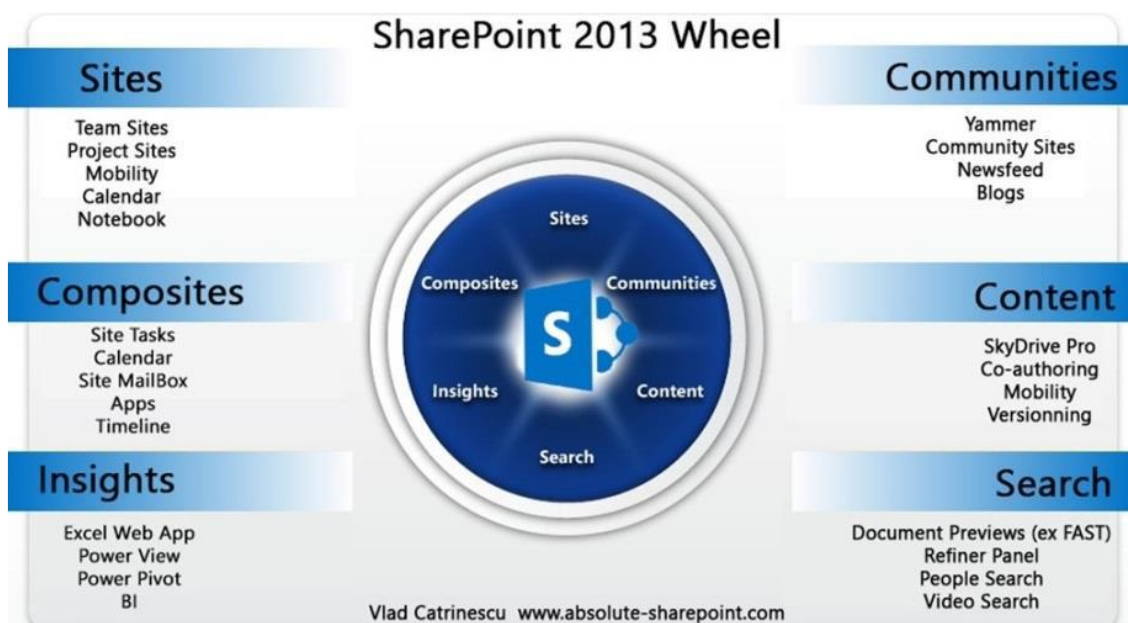 SharePoint 2013 Wheel
Sites
Team Sites
Project Sites
Mobility
Calendar
Notebook
Composites
Site Tasks
Calendar
Site MailBox
Apps
Timeline
Insights
Excel Web App
Power View
Power Pivot
BI
Sites
Composites
Communities
S
Insights
Content
Search
Communities
Yammer
Community Sites
Newsfeed
Blogs
Content
SkyDrive Pro
Co-authoring
Mobility
Versionning
Search
Document Previews (ex FAST)
Refiner Panel
People Search
Video Search
Vlad Catrinescu www.absolute-sharepoint.com